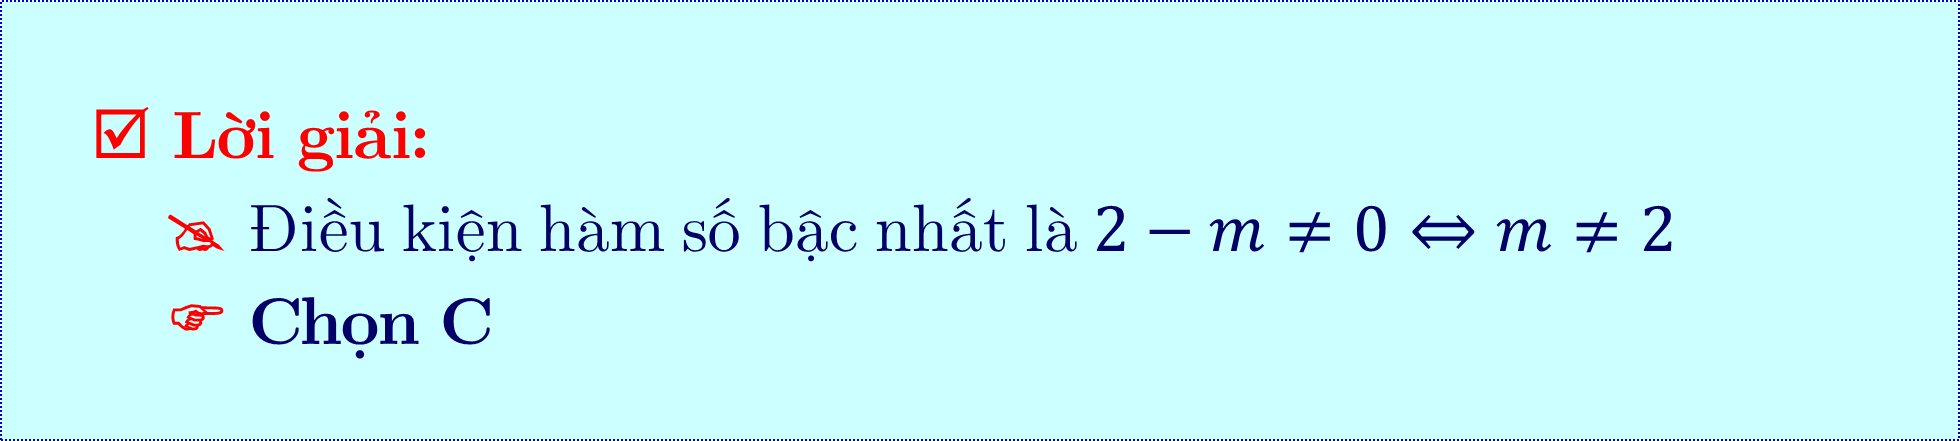 Lời giải:
Điều kiện hàm số bậc nhất là 2 − m ≠ 0 ⇔ m ≠ 2
Chọn C